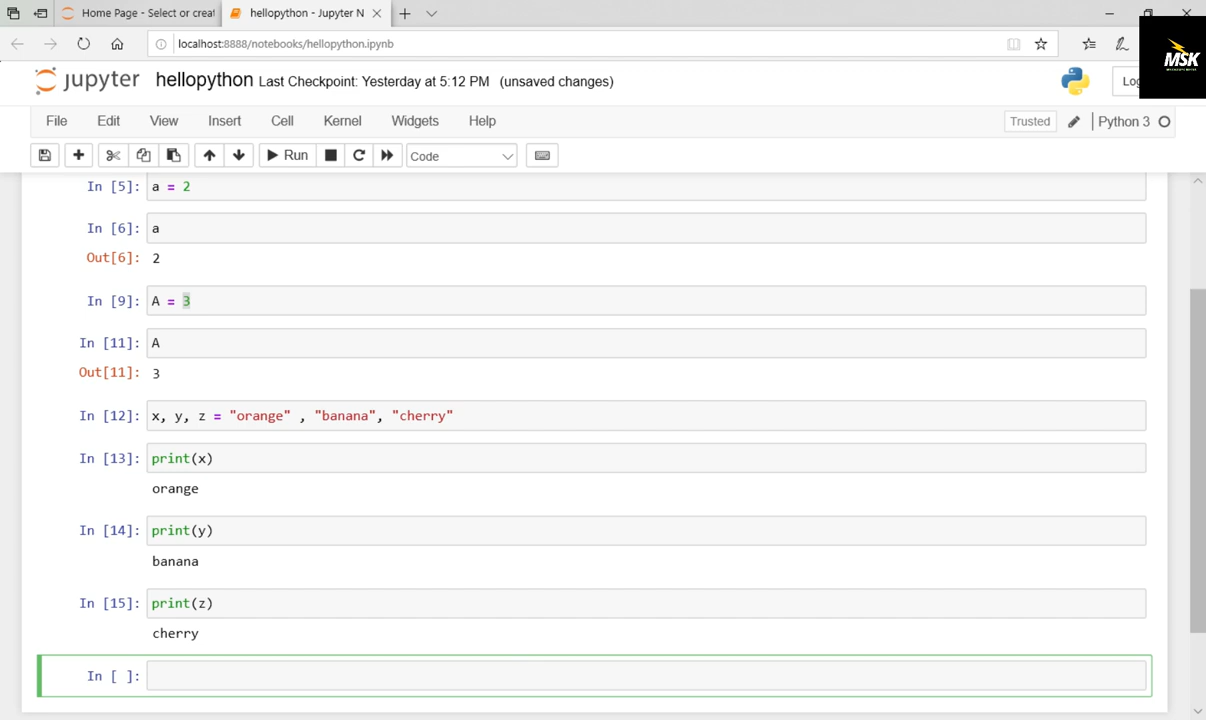 Home Page - Select or creat
hellopython - Jupyter N
localhost:8888/notebooks/hellopython.ipynb
MSK
jupyter hellopython Last Checkpoint: Yesterday at 5:12 PM (unsaved changes)
File Edit View Insert Cell Kernel Widgets Help Trusted Python 3
Run Code
In [5]: a = 2
In [6]: a
Out[6]: 2
In [9]: A = 3
In [11]: A
Out[11]: 3
In [12]: x, y, z = "orange" , "banana", "cherry"
In [13]: print(x)
orange
In [14]: print(y)
banana
In [15]: print(z)
cherry
In [ ]: